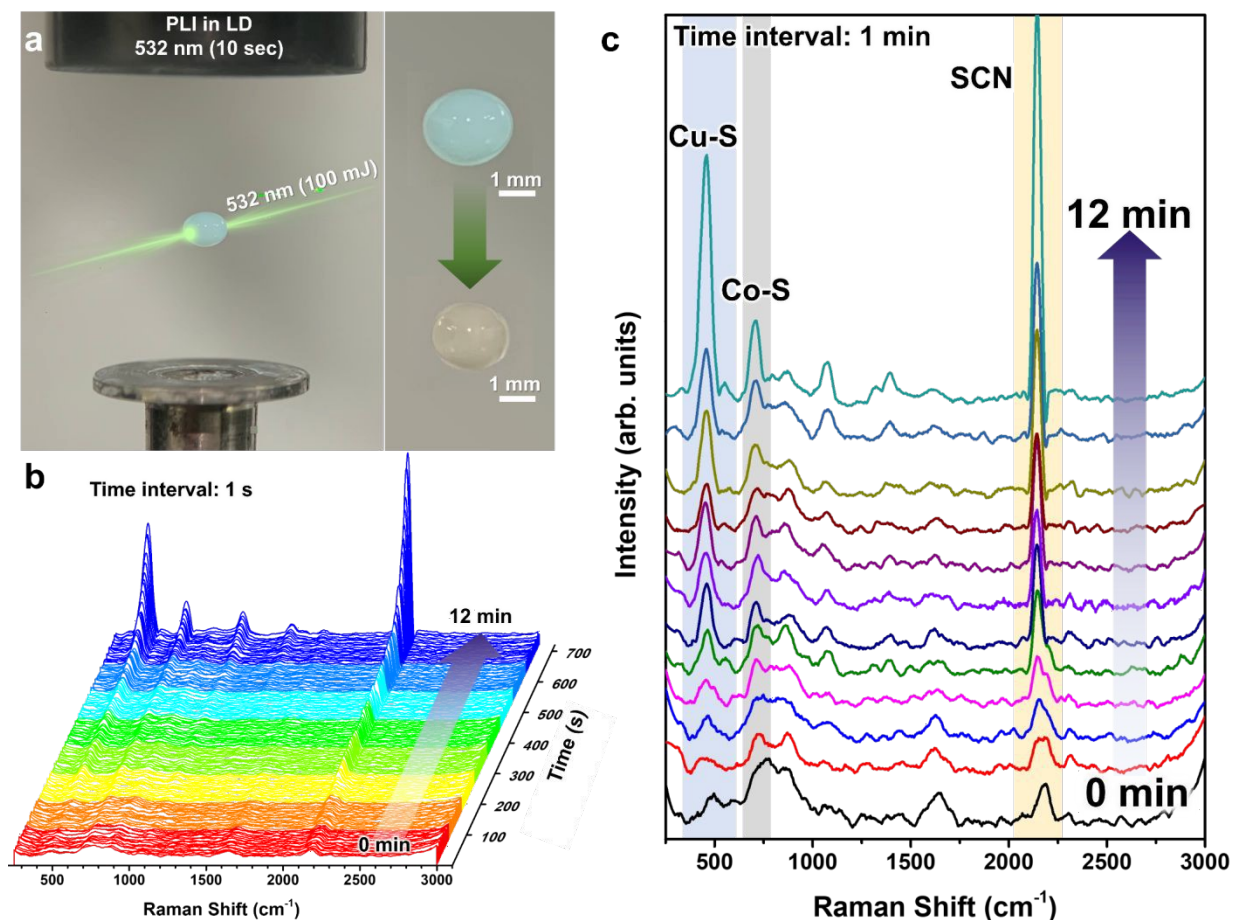 a
PLI in LD
532 nm (10 sec)
532 nm (100 mJ)
1 mm
1 mm
b
Time interval: 1 s
12 min
0 min
700
600
500
400
300
200
100
Time (s)
500
1000
1500
2000
2500
3000
Raman Shift (cm⁻¹)
c
Time interval: 1 min
SCN
Cu-S
Co-S
12 min
0 min
Intensity (arb. units)
500
1000
1500
2000
2500
3000
Raman Shift (cm⁻¹)